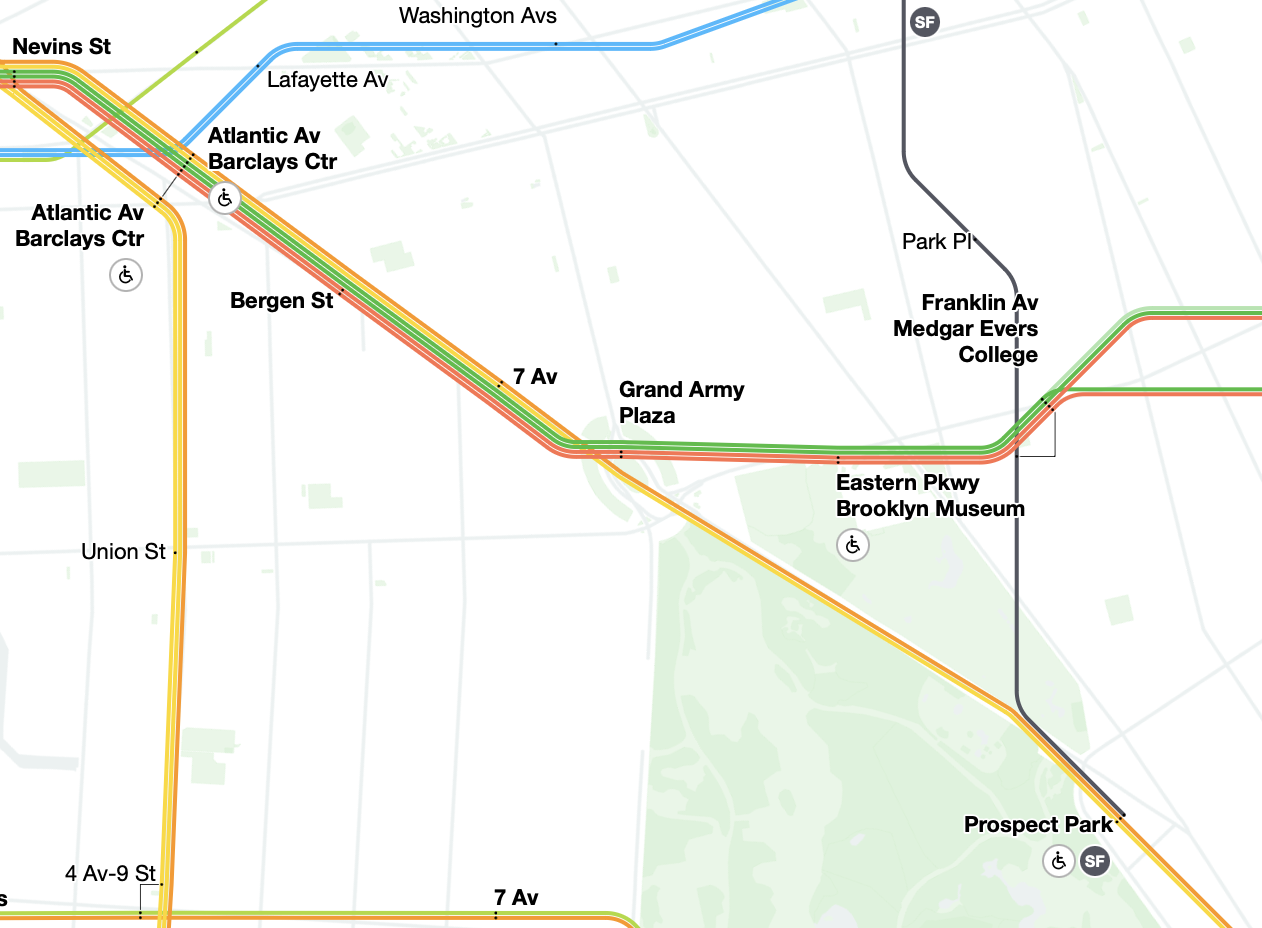 Washington Avs
SF
Nevins St
Lafayette Av
Atlantic Av
Barclays Ctr
Atlantic Av
Barclays Ctr
Park Pl
Bergen St
Franklin Av
Medgar Evers
College
7 Av
Grand Army
Plaza
Eastern Pkwy
Brooklyn Museum
Union St
Prospect Park
SF
4 Av-9 St
s
7 Av